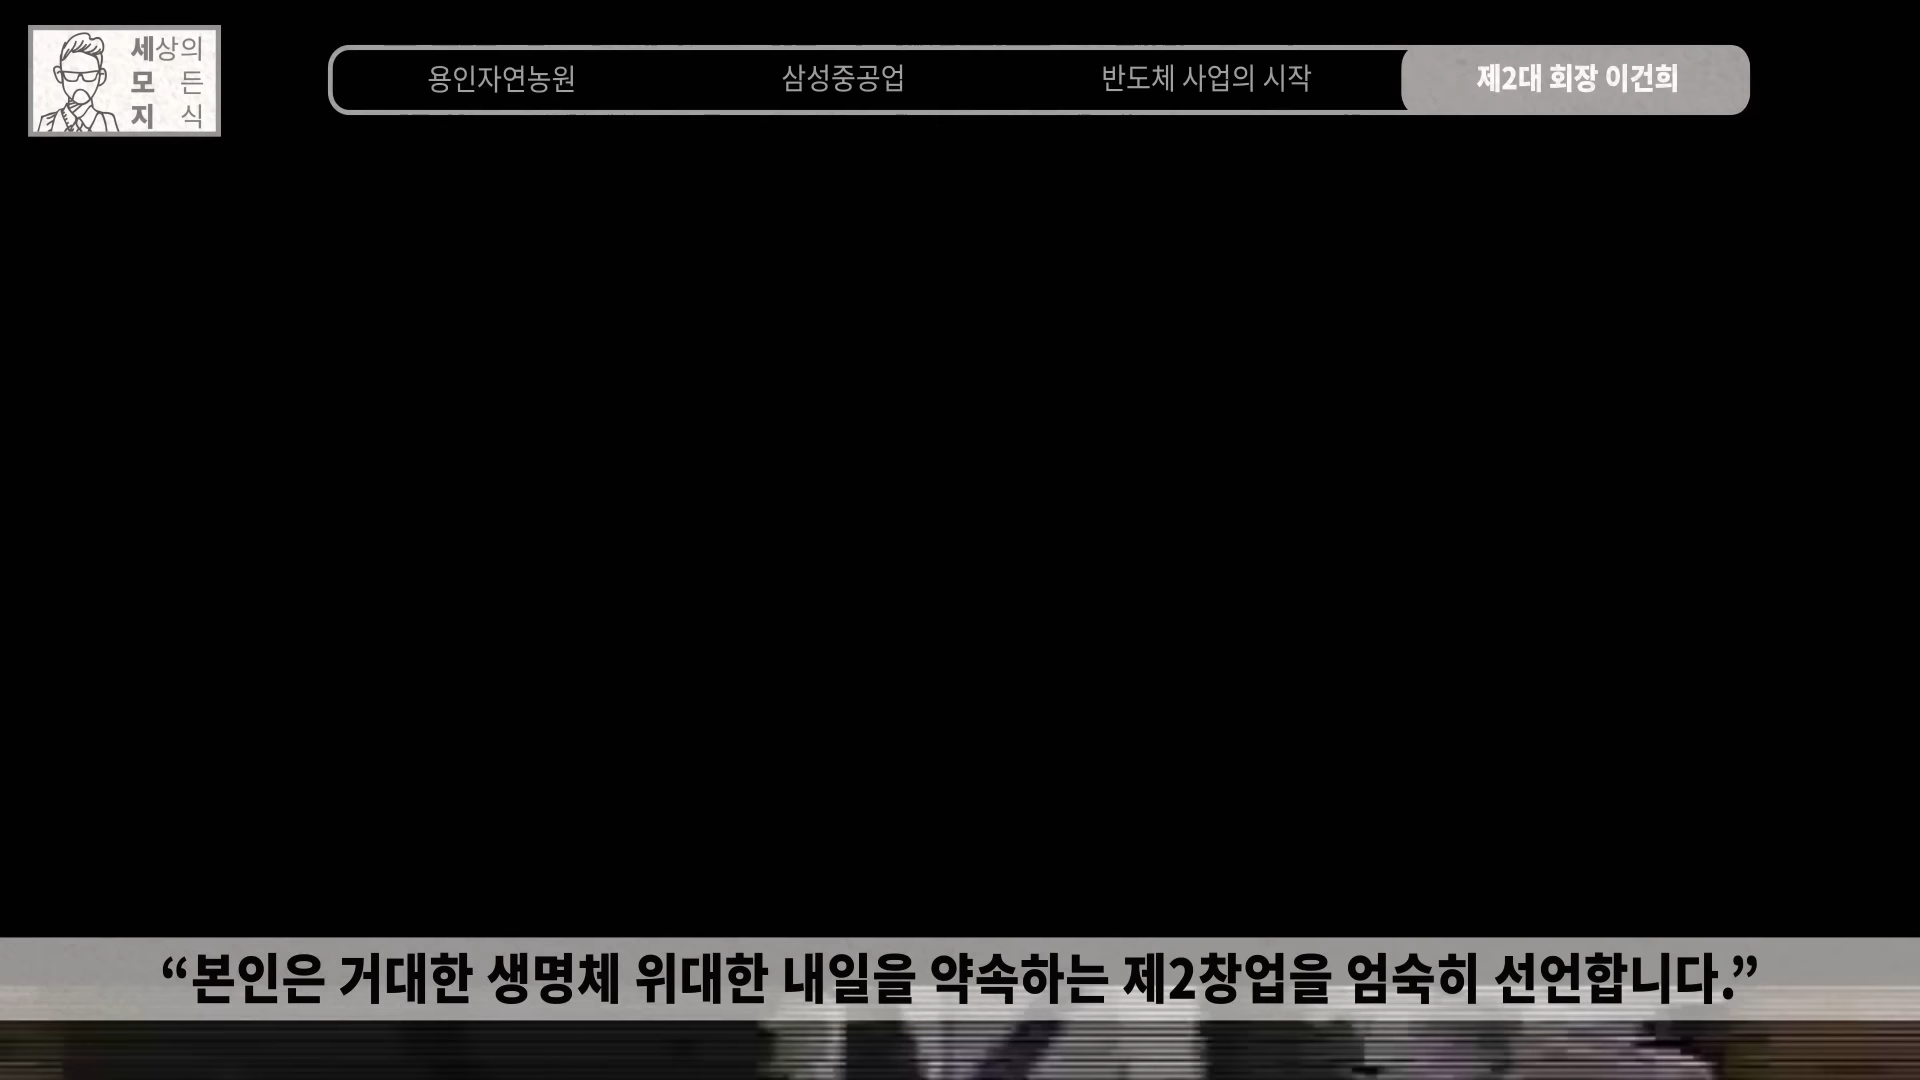 세상의
모든
지식
용인자연농원
삼성중공업
반도체 사업의 시작
제2대 회장 이건희
“본인은 거대한 생명체 위대한 내일을 약속하는 제2창업을 엄숙히 선언합니다.”